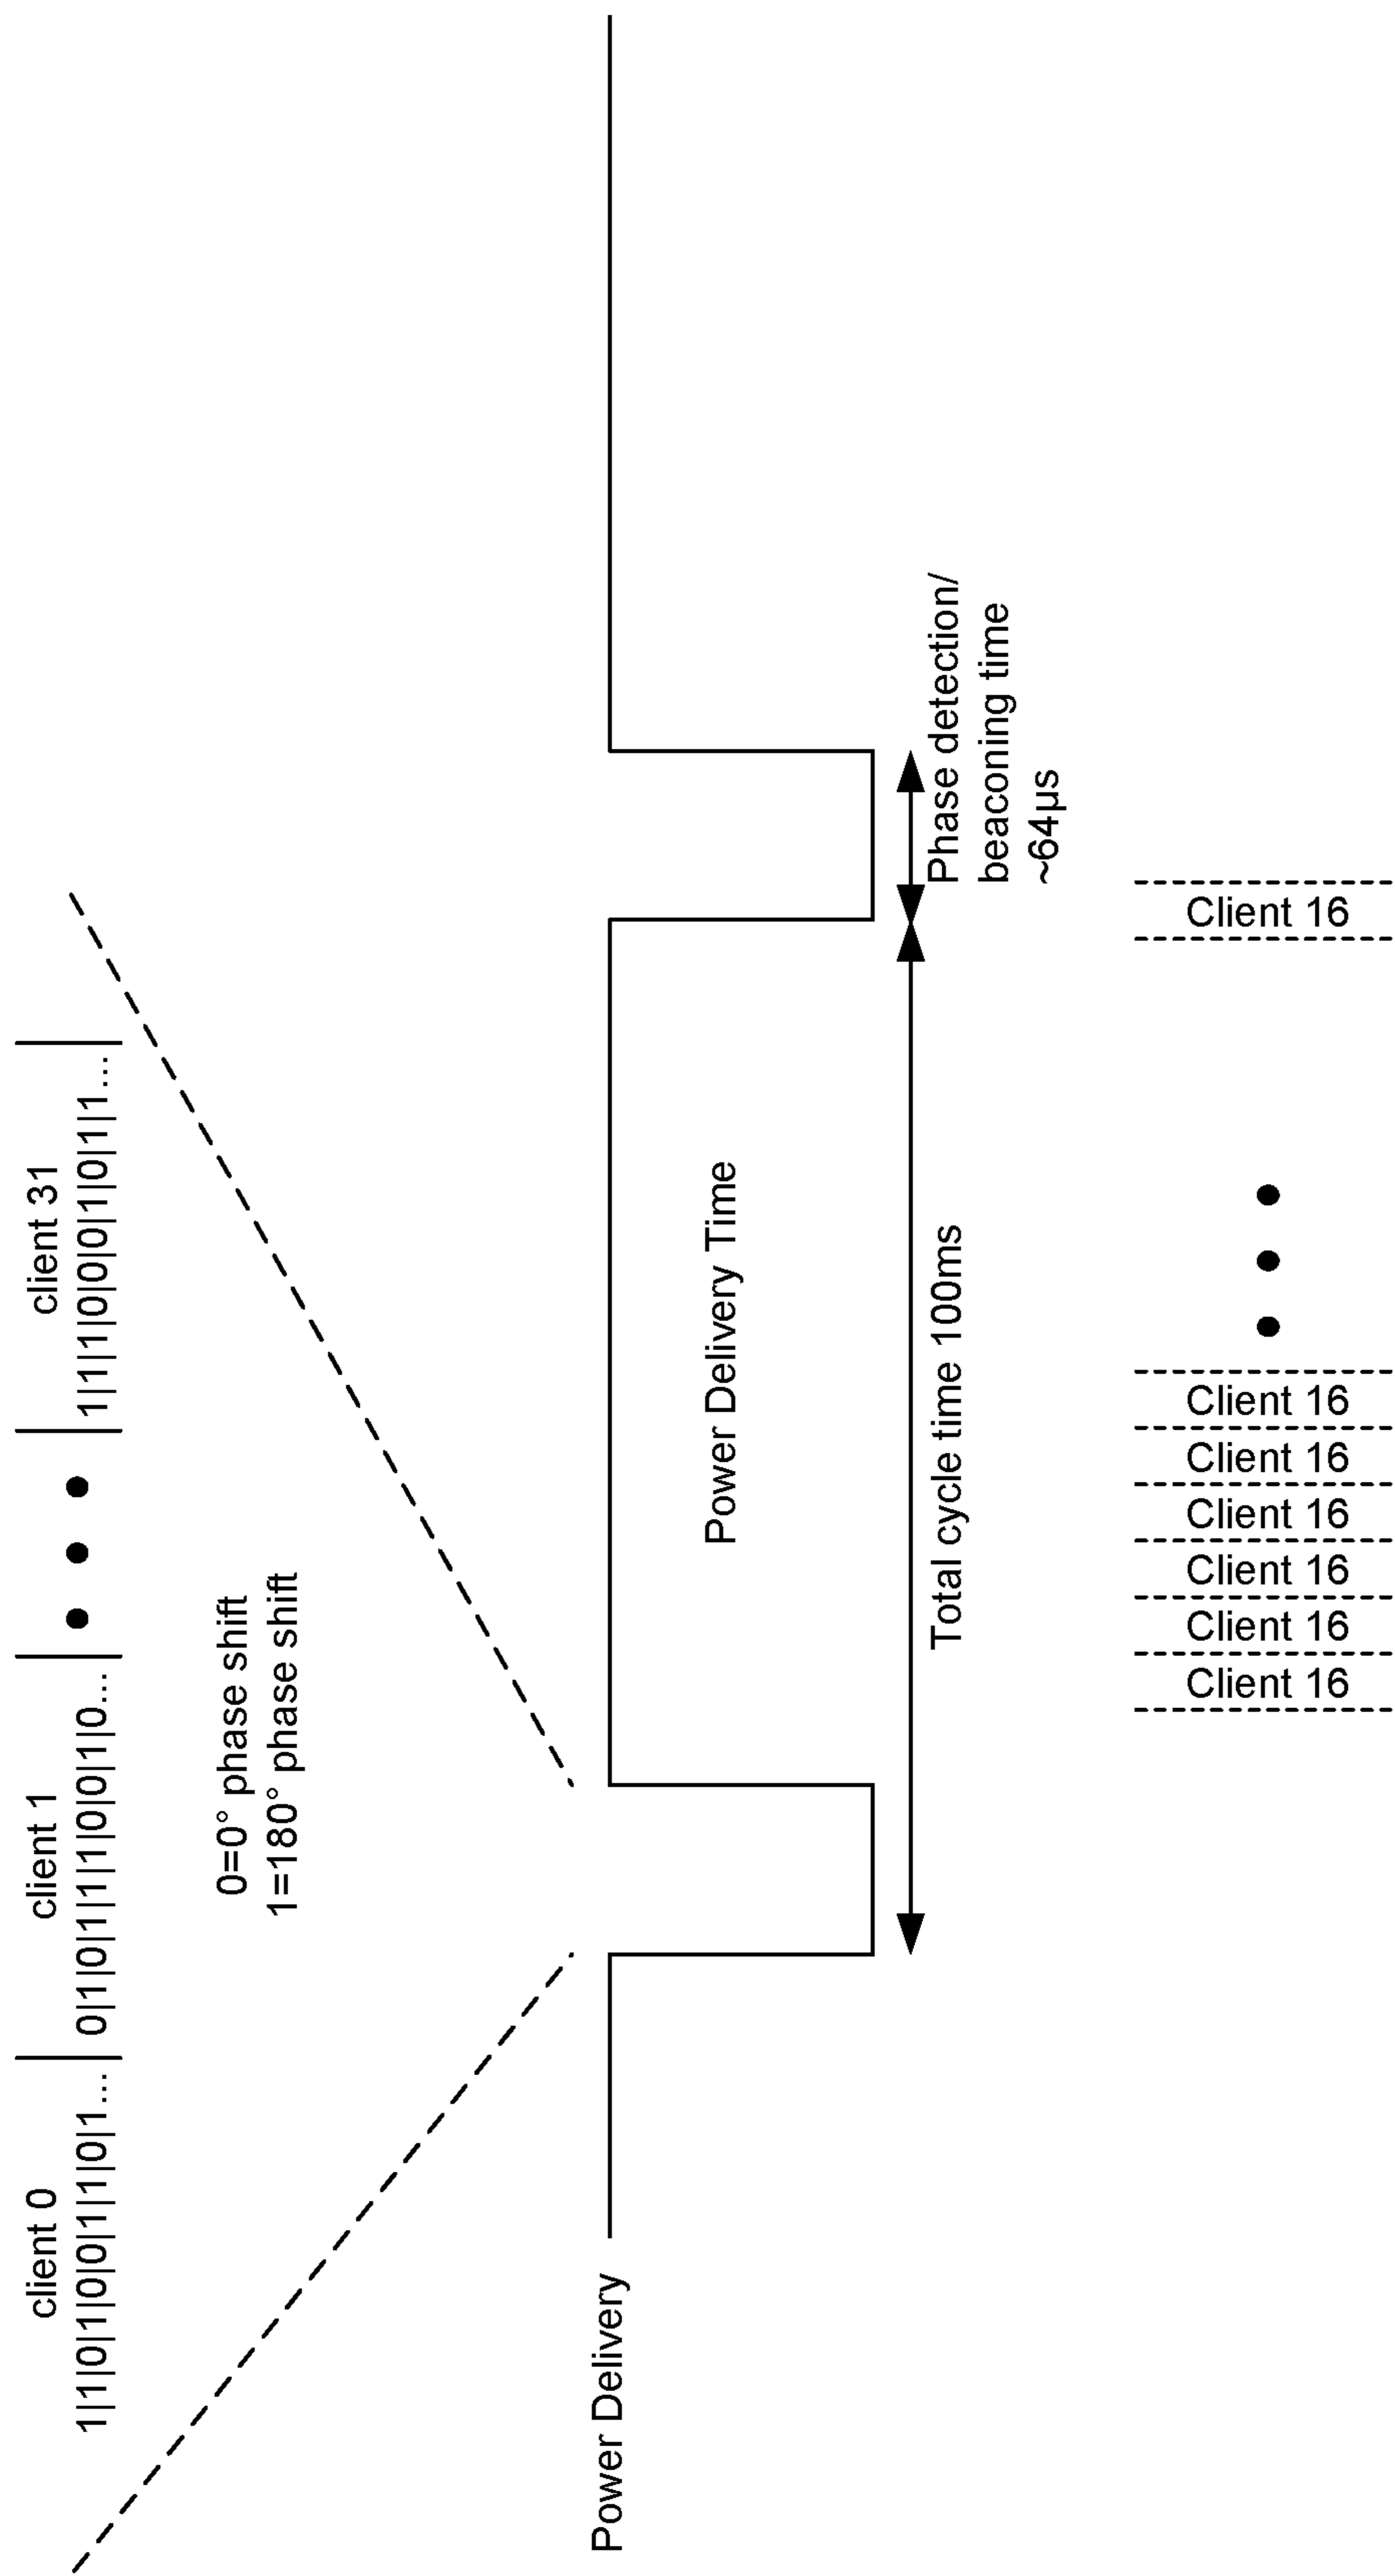 client 0 client 1 client 31
1|1|0|1|0|0|1|1|0|1... 0|1|0|1|1|1|0|0|1|0... ● ● ● 1|1|1|0|0|0|1|0|1|1...
0=0° phase shift
1=180° phase shift
Power Delivery
Power Delivery Time
Total cycle time 100ms
Phase detection/
beaconing time
~64μs
Client 16
Client 16
Client 16
Client 16
Client 16
Client 16
● ● ●
Client 16